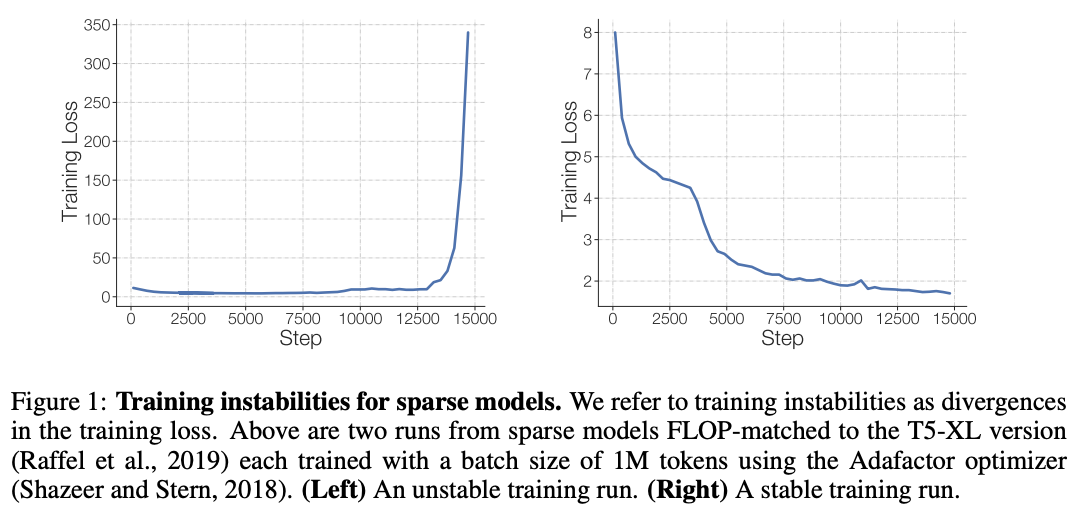 350
300
250
200
150
100
50
0
Training Loss
0 2500 5000 7500 10000 12500 15000
Step
8
7
6
5
4
3
2
Training Loss
0 2500 5000 7500 10000 12500 15000
Step
Figure 1: Training instabilities for sparse models. We refer to training instabilities as divergences
in the training loss. Above are two runs from sparse models FLOP-matched to the T5-XL version
(Raffel et al., 2019) each trained with a batch size of 1M tokens using the Adafactor optimizer
(Shazeer and Stern, 2018). (Left) An unstable training run. (Right) A stable training run.